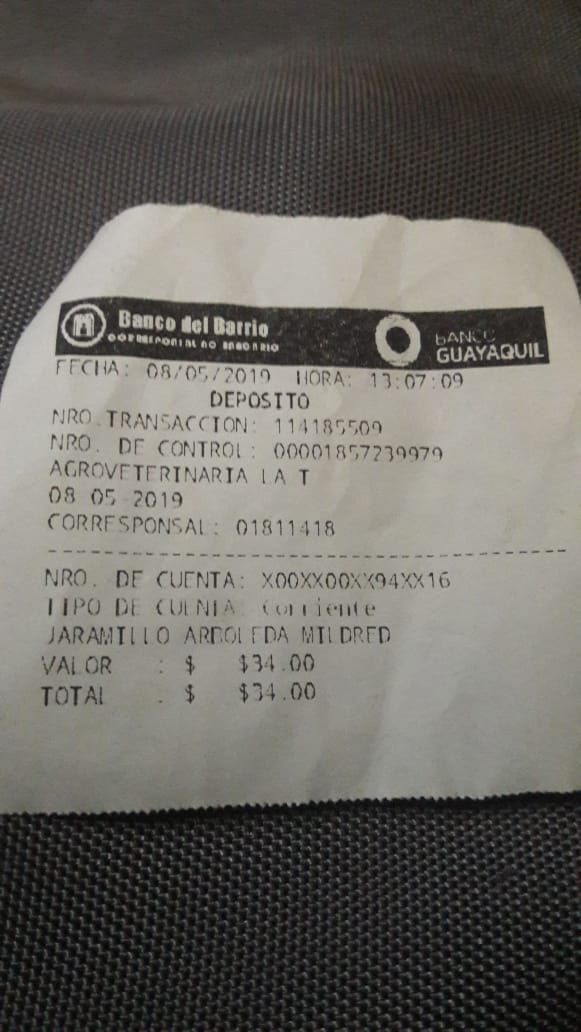 Banco del Barrio
CORRESPONSAL NO BANCARIO
BANCO
GUAYAQUIL
FECHA: 08/05/2019 HORA: 13:07:09
DEPOSITO
NRO.TRANSACCION: 114185509
NRO. DE CONTROL: 00001857239979
AGROVETERINARIA LA T
08 05 2019
CORRESPONSAL: 01811418
NRO. DE CUENTA: X00XX00XX94XX16
TIPO DE CUENTA: Corriente
JARAMILLO ARBOLEDA MILDRED
VALOR : $ $34.00
TOTAL : $ $34.00